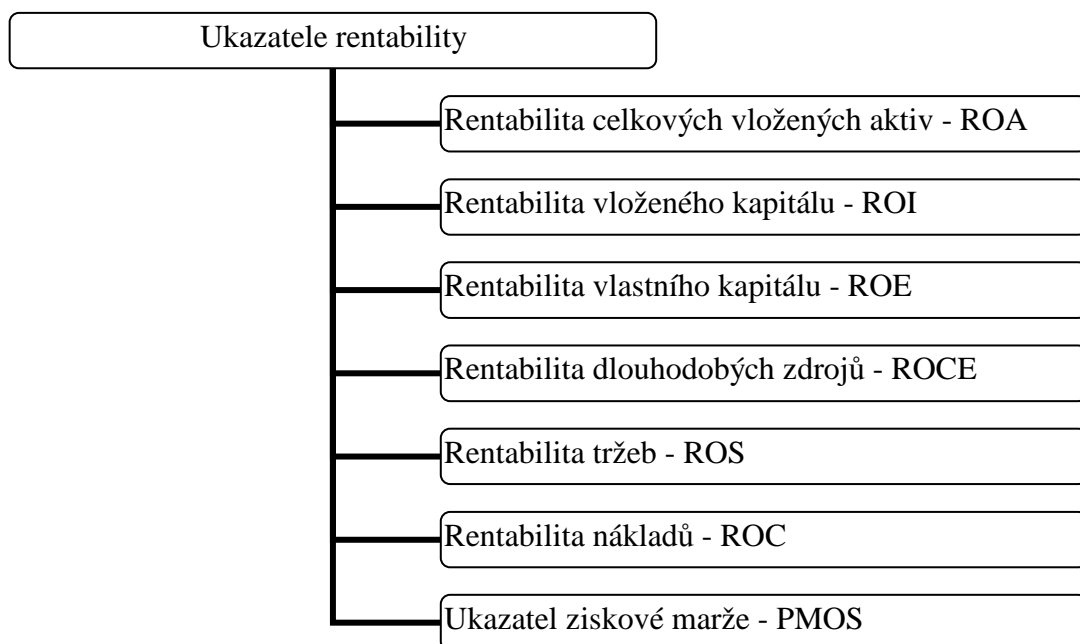 Ukazatele rentability
Rentabilita celkových vložených aktiv - ROA
Rentabilita vloženého kapitálu - ROI
Rentabilita vlastního kapitálu - ROE
Rentabilita dlouhodobých zdrojů - ROCE
Rentabilita tržeb - ROS
Rentabilita nákladů - ROC
Ukazatel ziskové marže - PMOS